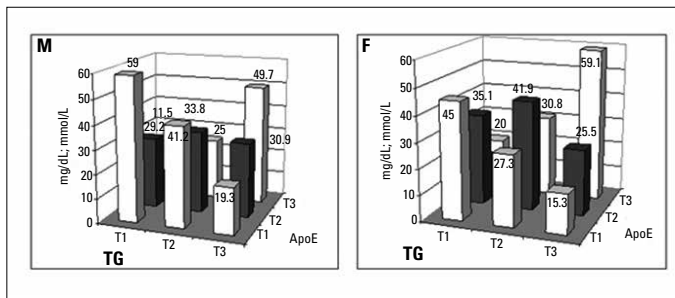 M
mg/dL; mmol/L
60
50
40
30
20
10
0
59
11.5
33.8
49.7
29.2
41.2
25
30.9
19.3
T1
T2
T3
T1
T2
T3
ApoE
TG
F
mg/dL; mmol/L
60
50
40
30
20
10
0
45
35.1
20
41.9
30.8
59.1
27.3
25.5
15.3
T1
T2
T3
T1
T2
T3
ApoE
TG